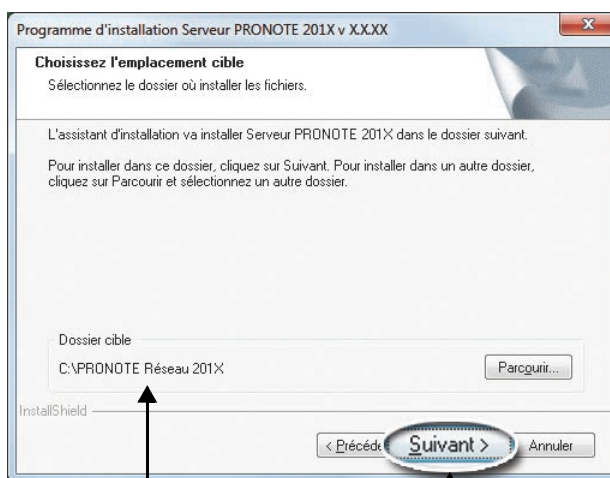 Programme d'installation Serveur PRONOTE 201X v X.X.XX
Choisissez l'emplacement cible
Sélectionnez le dossier où installer les fichiers.
L'assistant d'installation va installer Serveur PRONOTE 201X dans le dossier suivant.
Pour installer dans ce dossier, cliquez sur Suivant. Pour installer dans un autre dossier,
cliquez sur Parcourir et sélectionnez un autre dossier.
Dossier cible
C:\PRONOTE Réseau 201X
Parcourir...
InstallShield
< Précéde
Suivant >
Annuler